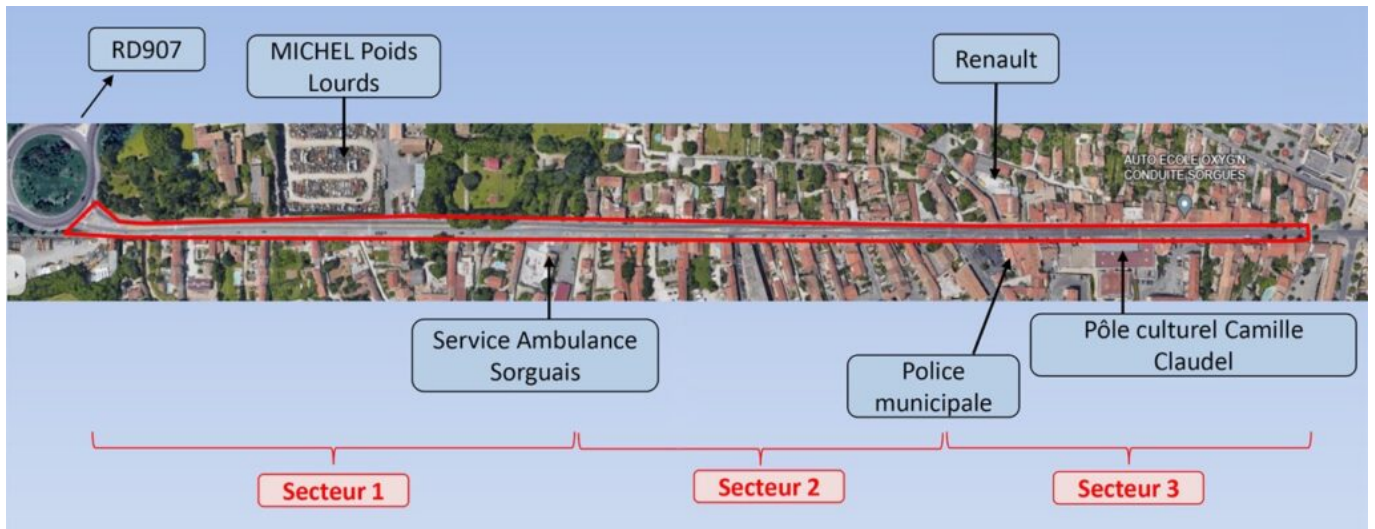 RD907
MICHEL Poids
Lourds
Renault
AUTO ECOLE OXYG'N
CONDUITE SORGUES
Service Ambulance
Sorguais
Police
municipale
Pôle culturel Camille
Claudel
Secteur 1
Secteur 2
Secteur 3